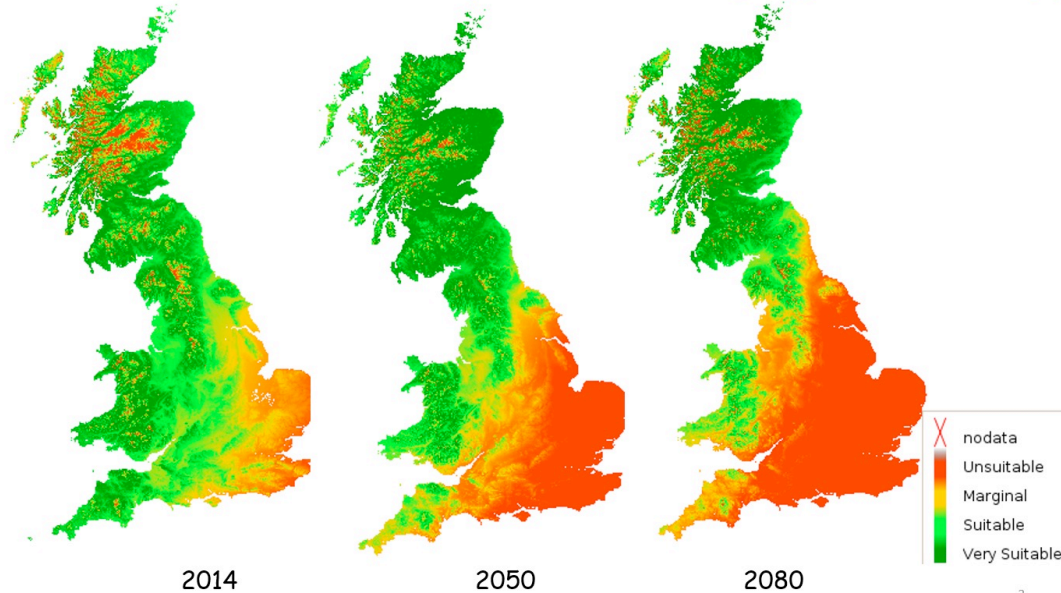 nodata
Unsuitable
Marginal
Suitable
Very Suitable
2014
2050
2080